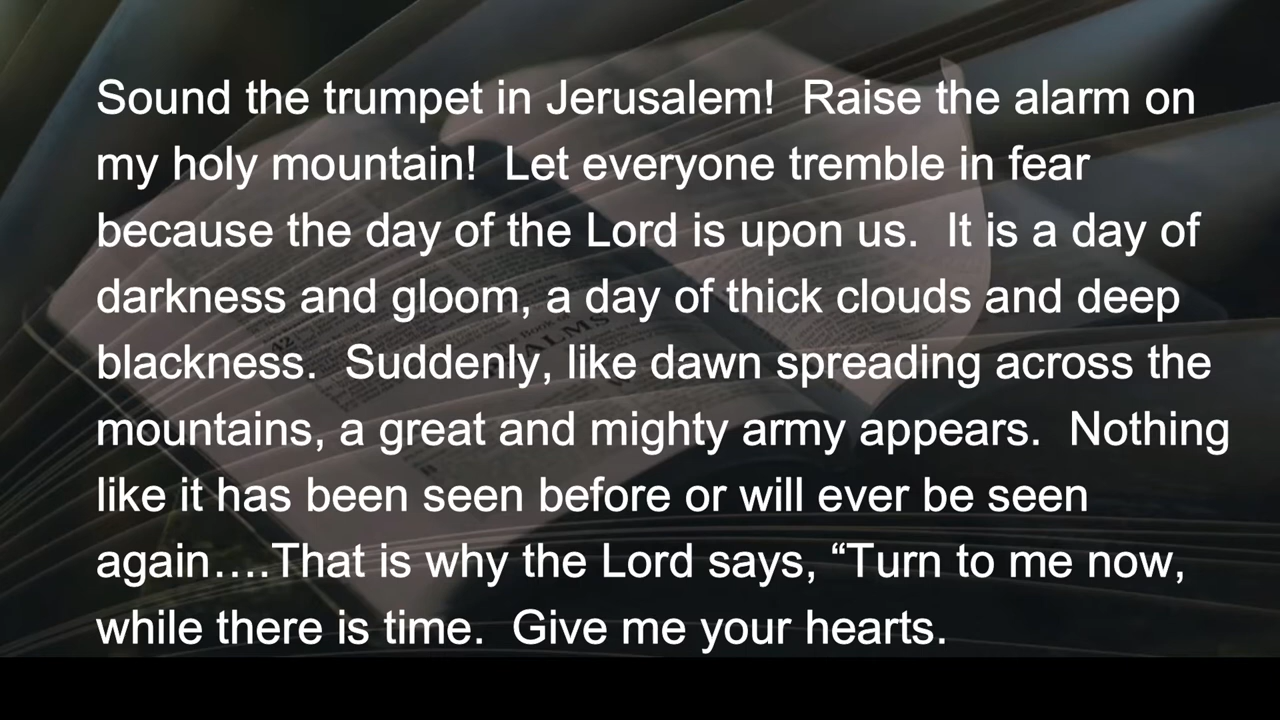 Sound the trumpet in Jerusalem!  Raise the alarm on
my holy mountain!  Let everyone tremble in fear
because the day of the Lord is upon us.  It is a day of
darkness and gloom, a day of thick clouds and deep
blackness.  Suddenly, like dawn spreading across the
mountains, a great and mighty army appears.  Nothing
like it has been seen before or will ever be seen
again….That is why the Lord says, “Turn to me now,
while there is time.  Give me your hearts.
PSALMS